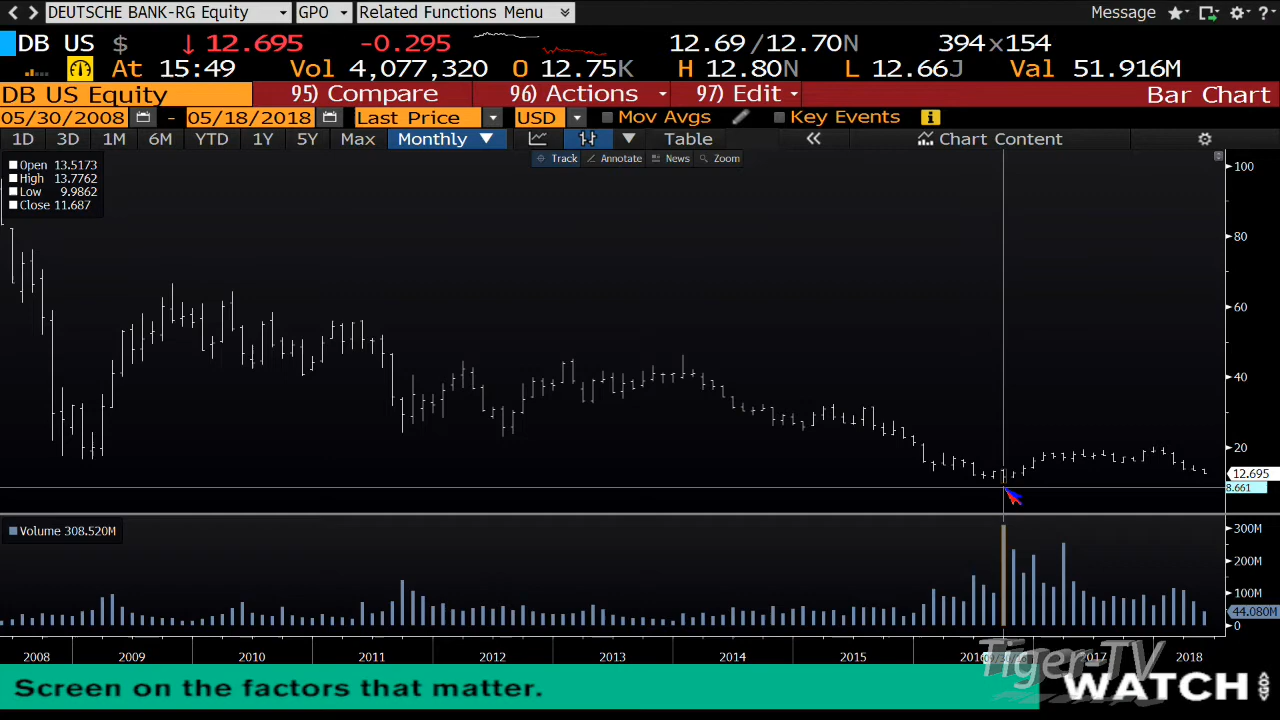 DEUTSCHE BANK-RG Equity GPO Related Functions Menu Message ?
DB US $ 12.695 -0.295 12.69/12.70N 394x154
At 15:49 Vol 4,077,320 O 12.75K H 12.80N L 12.66J Val 51.916M
DB US Equity 95) Compare 96) Actions 97) Edit Bar Chart
05/30/2008 - 05/18/2018 Last Price USD Mov Avgs Key Events i
1D 3D 1M 6M YTD 1Y 5Y Max Monthly Table Chart Content
Track Annotate News Zoom
Open 13.5173
High 13.7762
Low 9.9862
Close 11.687
100
80
60
40
20
12.695
8.661
Volume 308.520M
300M
200M
100M
44.080M
0
2008 2009 2010 2011 2012 2013 2014 2015 2017 2018
Tiger-TV
Screen on the factors that matter. WATCH